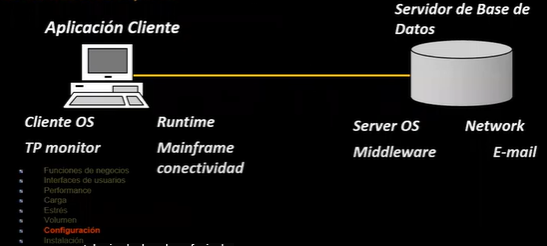 Aplicación Cliente
Servidor de Base de
Datos
Cliente OS
Runtime
TP monitor
Mainframe
conectividad
Server OS
Network
Middleware
E-mail
Funciones de negocios
Interfaces de usuarios
Performance
Carga
Estres
Volumen
Configuración
Instalación